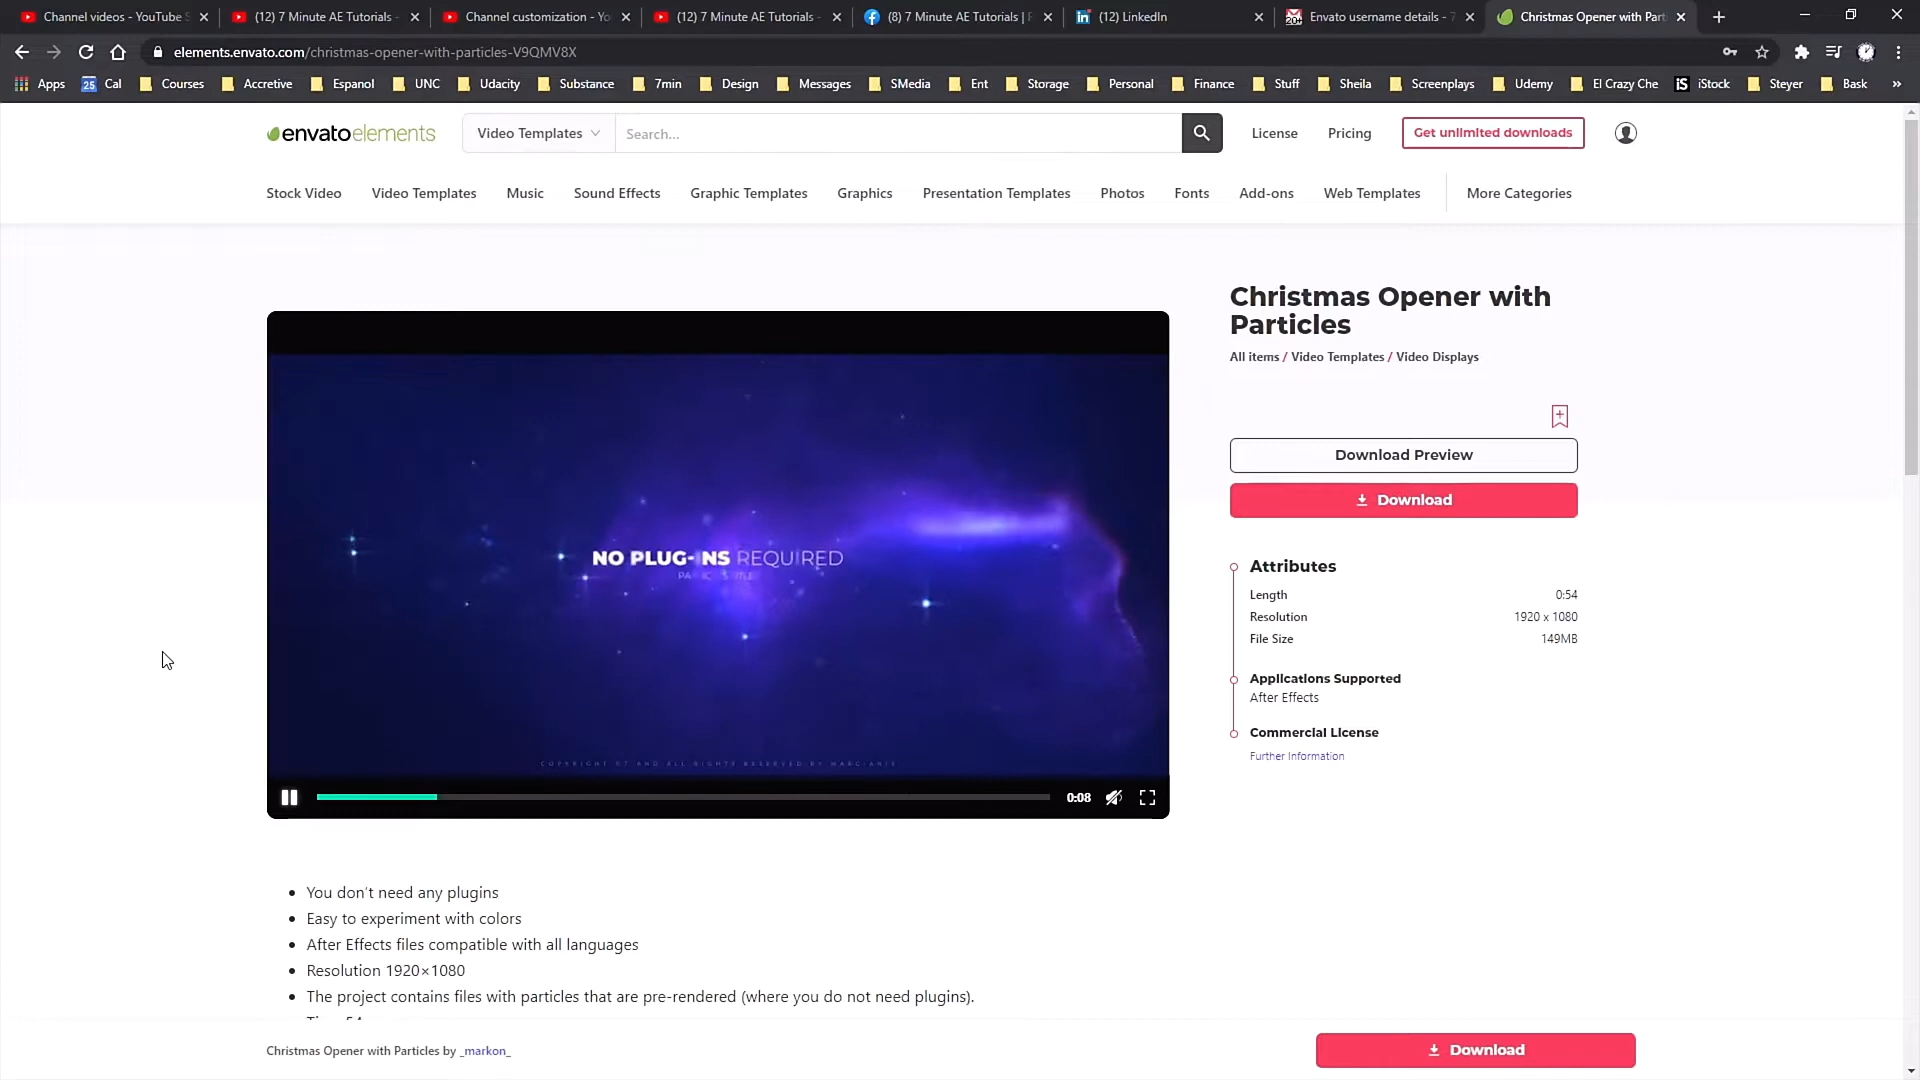 Channel videos - YouTube S
(12) 7 Minute AE Tutorials -
Channel customization - Yo
(12) 7 Minute AE Tutorials -
(8) 7 Minute AE Tutorials |
(12) LinkedIn
Envato username details - 7
Christmas Opener with Part
elements.envato.com/christmas-opener-with-particles-V9QMV8X
Apps
Cal
Courses
Accretive
Espanol
UNC
Udacity
Substance
7min
Design
Messages
SMedia
Ent
Storage
Personal
Finance
Stuff
Sheila
Screenplays
Udemy
El Crazy Che
iStock
Steyer
Bask
envatoelements
Video Templates
Search...
License
Pricing
Get unlimited downloads
Stock Video
Video Templates
Music
Sound Effects
Graphic Templates
Graphics
Presentation Templates
Photos
Fonts
Add-ons
Web Templates
More Categories
Christmas Opener with
Particles
All items / Video Templates / Video Displays
Download Preview
Download
NO PLUG-INS REQUIRED
COPYRIGHT ET AND ALL RIGHTS RESERVED BY
0:08
Attributes
Length 0:54
Resolution 1920 x 1080
File Size 149MB
Applications Supported
After Effects
Commercial License
Further Information
You don't need any plugins
Easy to experiment with colors
After Effects files compatible with all languages
Resolution 1920×1080
The project contains files with particles that are pre-rendered (where you do not need plugins).
Christmas Opener with Particles by _markon_
Download